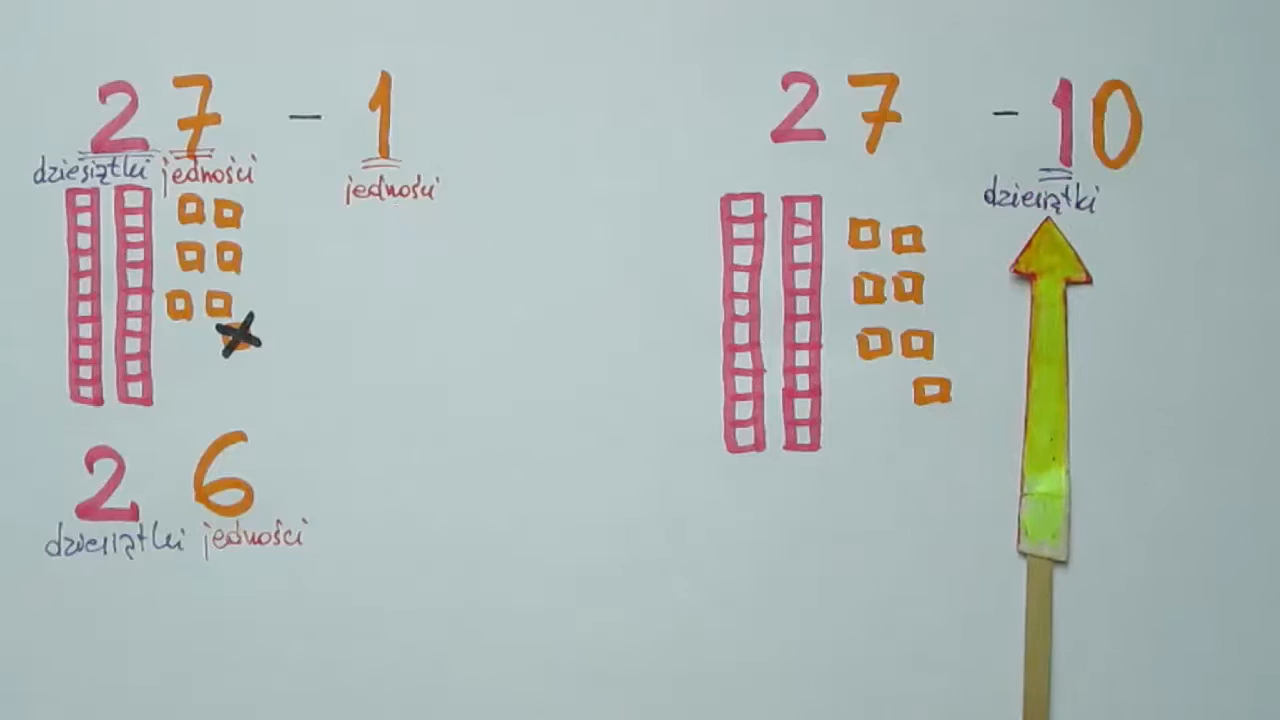 27 - 1
dziesiątki jedności
jedności
26
dziesiątki jedności
27 - 10
dziesiątki